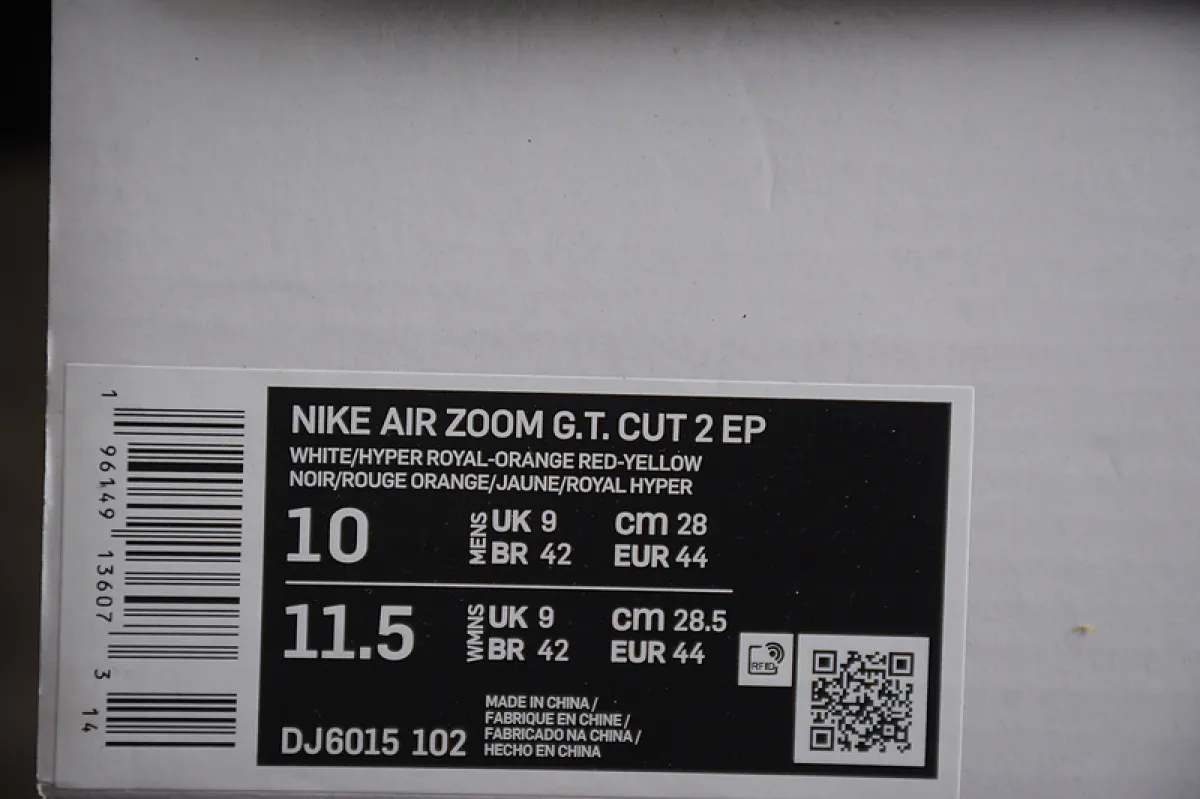 1 96149 13607 3 14
NIKE AIR ZOOM G.T. CUT 2 EP
WHITE/HYPER ROYAL-ORANGE RED-YELLOW
NOIR/ROUGE ORANGE/JAUNE/ROYAL HYPER
10 MENS UK 9 cm 28
BR 42 EUR 44
11.5 WMNS UK 9 cm 28.5
BR 42 EUR 44
RFID
MADE IN CHINA /
FABRIQUE EN CHINE /
FABRICADO NA CHINA /
HECHO EN CHINA
DJ6015 102